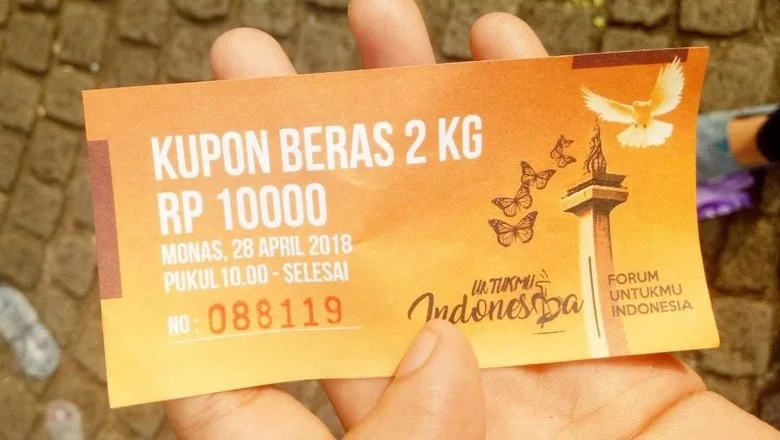 KUPON BERAS 2 KG
RP 10000
MONAS, 28 APRIL 2018
PUKUL 10.00 - SELESAI
NO : 088119
UNTUKMU
Indonesia
FORUM
UNTUKMU
INDONESIA